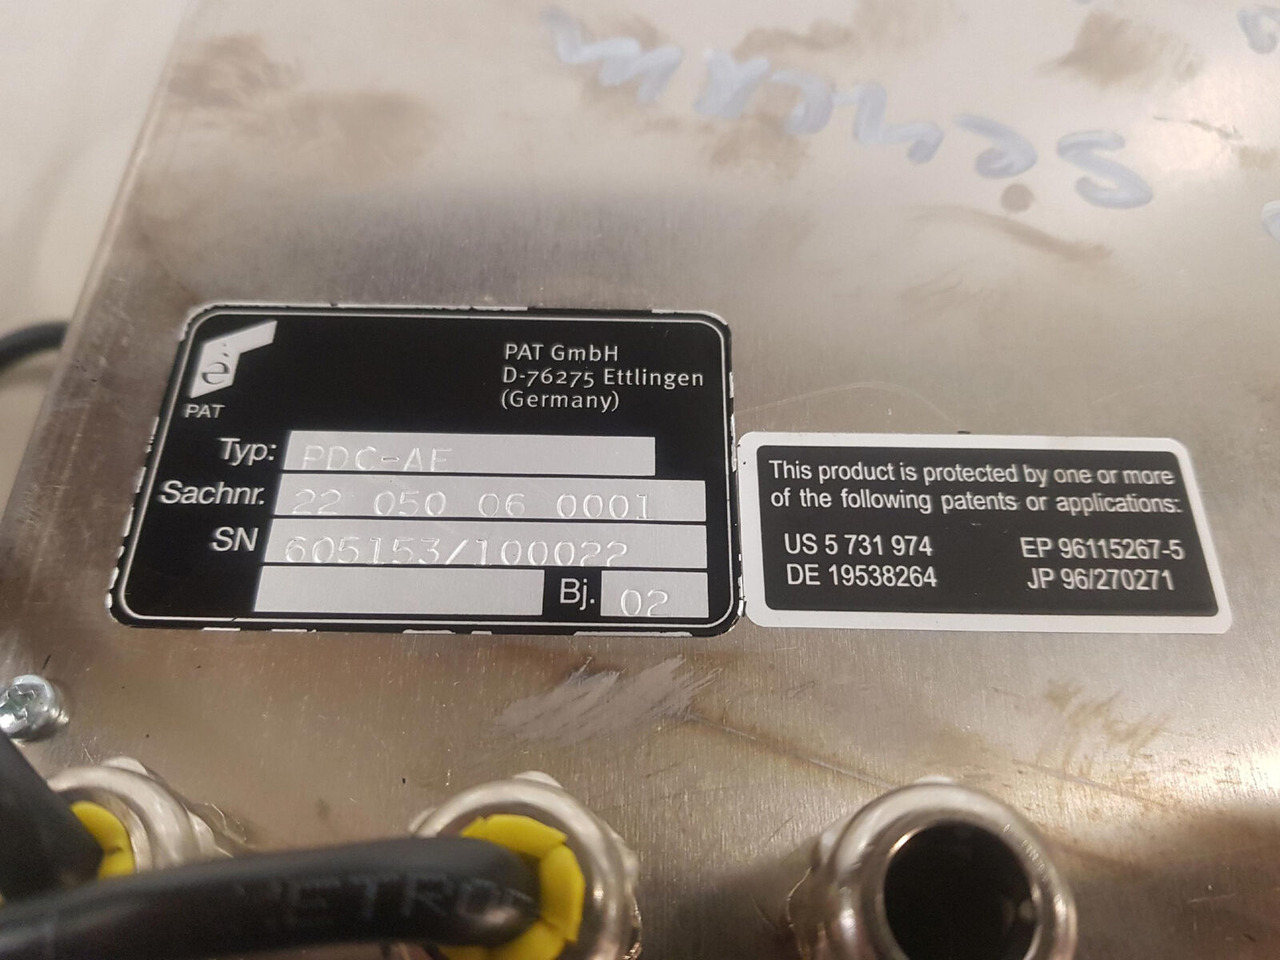 PAT GmbH
D-76275 Ettlingen
(Germany)
PAT
Typ: PDC-AE
Sachnr. 22 050 06 0001
SN 605153/100022
Bj. 02
This product is protected by one or more
of the following patents or applications:
US 5 731 974 EP 96115267-5
DE 19538264 JP 96/270271